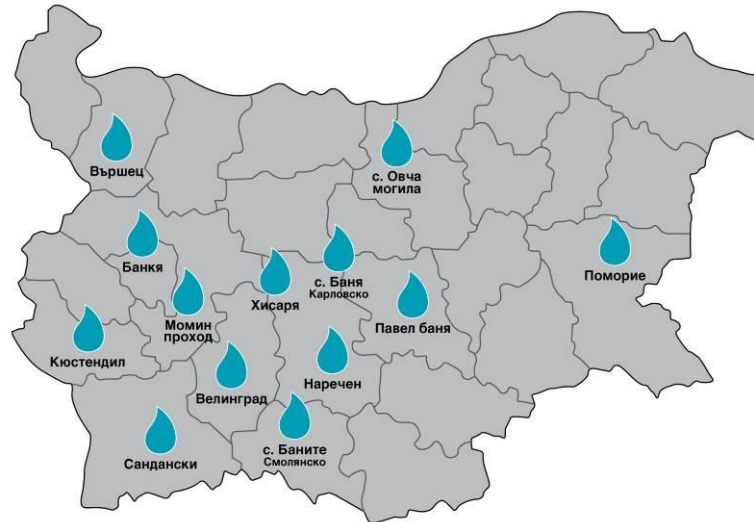 Вършец
с. Овча
могила
Банкя
Поморие
с. Баня
Карловско
Хисаря
Момин
проход
Павел баня
Кюстендил
Наречен
Велинград
с. Баните
Смолянско
Сандански